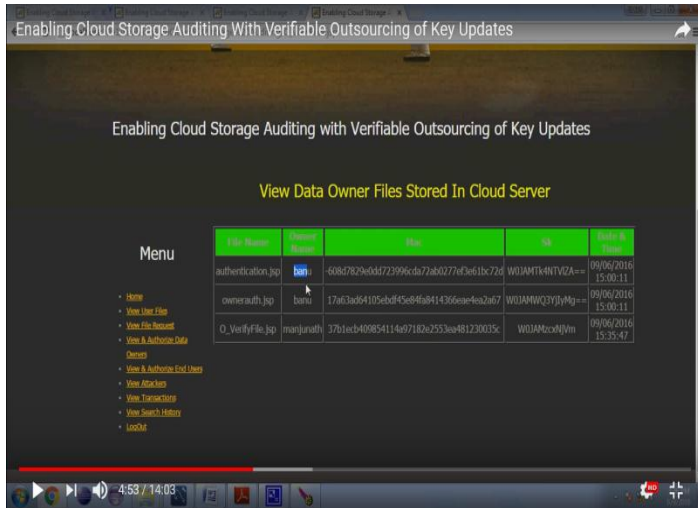 Enabling Cloud Storage Auditing With Verifiable Outsourcing of Key Updates
Enabling Cloud Storage Auditing with Verifiable Outsourcing of Key Updates
View Data Owner Files Stored In Cloud Server
Menu
Home
View User Files
View File Request
View & Authorize Data
Owners
View & Authorize End Users
View Attackers
View Transactions
View Search History
LogOut
File Name Owner Name Mac Sk Date & Time
authentication.jsp banu -608d7829e0dd723996cda72ab0277ef3e61bc72d W0JAMTk4NTVlZA== 09/06/2016 15:00:11
ownerauth.jsp banu 17a63ad64105ebdf45e84fa8414366eae4ea2a67 W0JAMWQ3YjIyMg== 09/06/2016 15:00:11
O_VerifyFile.jsp manjunath 37b1ecb409854114a97182e2553ea481230035c W0JAMzcxNjVm 09/06/2016 15:35:47
4:53 / 14:03
HD